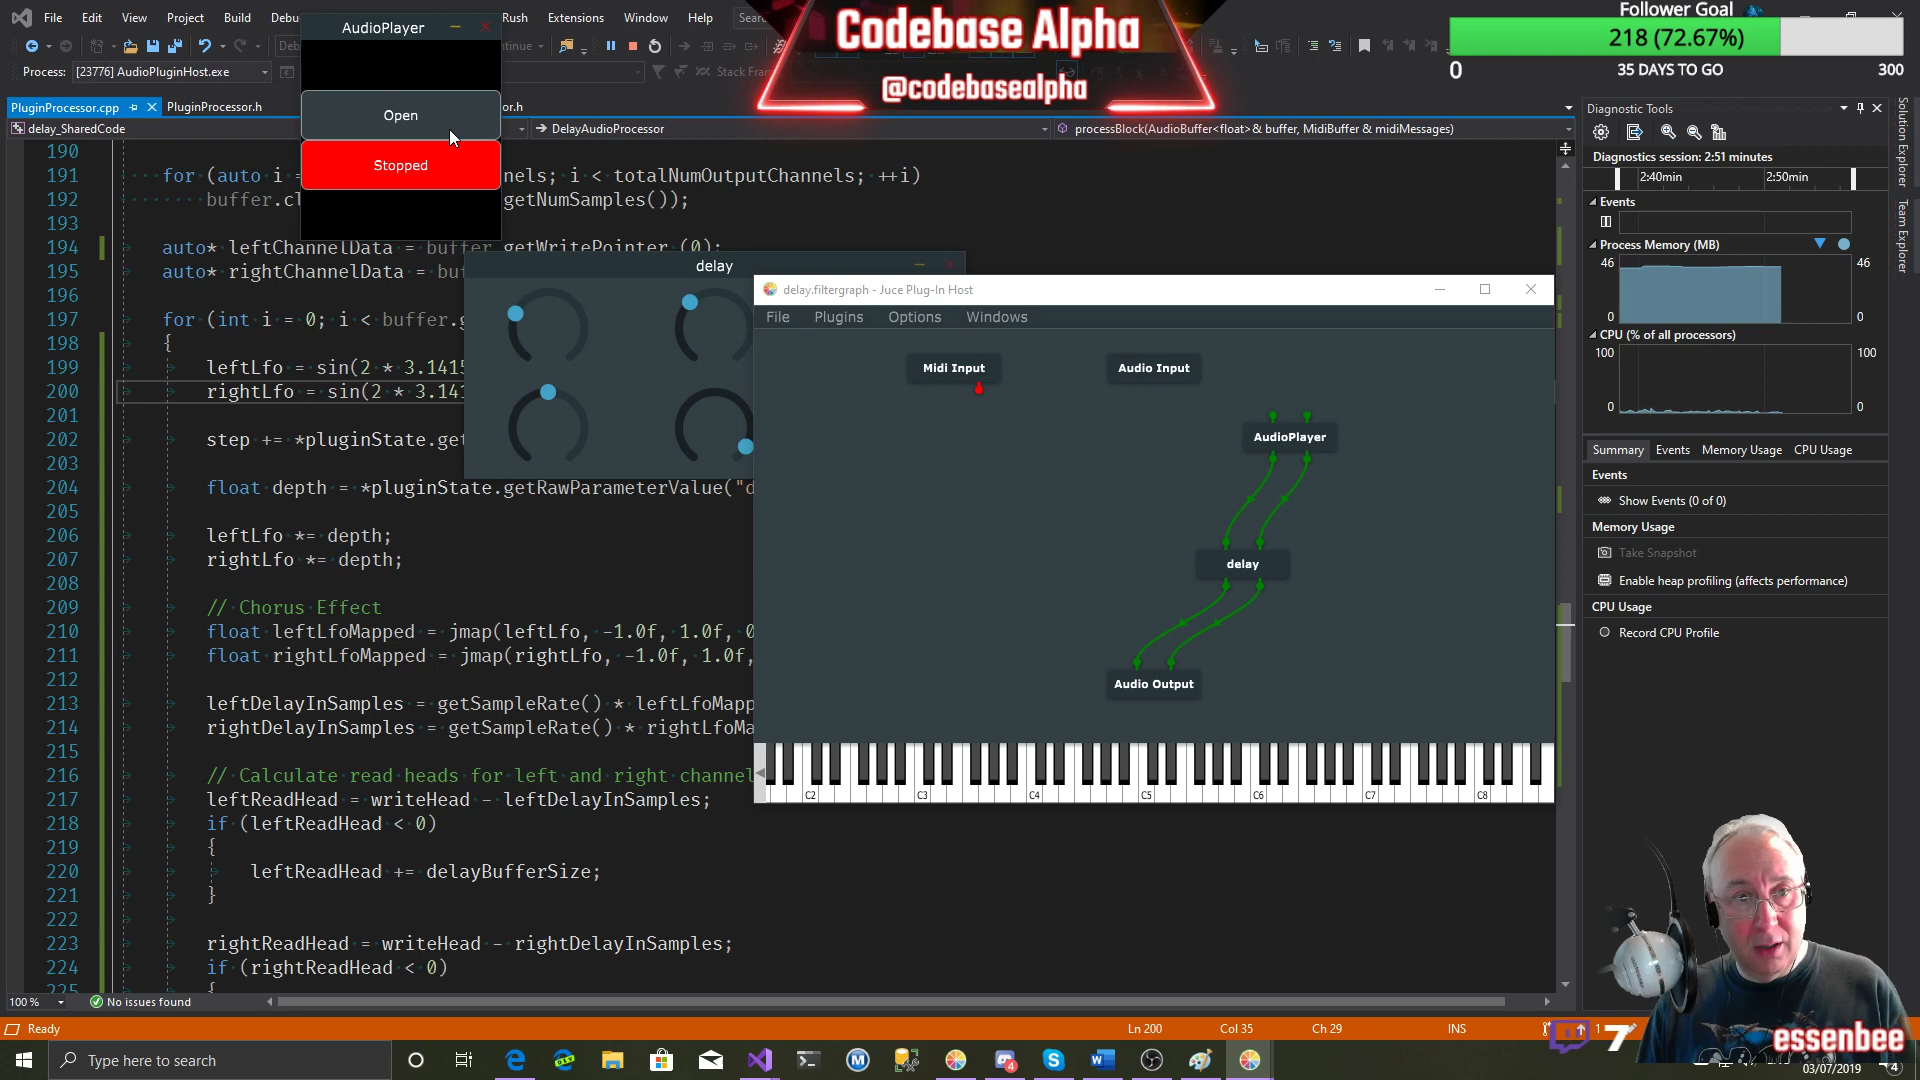 File Edit View Project Build Debu Rush Extensions Window Help Sear
Process: [23776] AudioPluginHost.exe Stack Fram
PluginProcessor.cpp PluginProcessor.h
delay_SharedCode DelayAudioProcessor processBlock(AudioBuffer<float> & buffer, MidiBuffer & midiMessages)
AudioPlayer
Open
Stopped
Codebase Alpha
@codebasealpha
Follower Goal
218 (72.67%)
0 35 DAYS TO GO 300
190
191 for (auto i = nels; i < totalNumOutputChannels; ++i)
192 buffer.cl getNumSamples());
193
194 auto* leftChannelData = buffer.getWritePointer (0);
195 auto* rightChannelData = buf
196
197 for (int i = 0; i < buffer.g
198 {
199 leftLfo = sin(2 * 3.1415
200 rightLfo = sin(2 * 3.141
201
202 step += *pluginState.get
203
204 float depth = *pluginState.getRawParameterValue("d
205
206 leftLfo *= depth;
207 rightLfo *= depth;
208
209 // Chorus Effect
210 float leftLfoMapped = jmap(leftLfo, -1.0f, 1.0f, 0
211 float rightLfoMapped = jmap(rightLfo, -1.0f, 1.0f,
212
213 leftDelayInSamples = getSampleRate() * leftLfoMapp
214 rightDelayInSamples = getSampleRate() * rightLfoMa
215
216 // Calculate read heads for left and right channel
217 leftReadHead = writeHead - leftDelayInSamples;
218 if (leftReadHead < 0)
219 {
220 leftReadHead += delayBufferSize;
221 }
222
223 rightReadHead = writeHead - rightDelayInSamples;
224 if (rightReadHead < 0)
225 {
delay
delay.filtergraph - Juce Plug-In Host
File Plugins Options Windows
Midi Input Audio Input
AudioPlayer
delay
Audio Output
C2 C3 C4 C5 C6 C7 C8
Diagnostic Tools
Diagnostics session: 2:51 minutes
2:40min 2:50min
Events
Process Memory (MB)
46 46
0 0
CPU (% of all processors)
100 100
0 0
Summary Events Memory Usage CPU Usage
Events
Show Events (0 of 0)
Memory Usage
Take Snapshot
Enable heap profiling (affects performance)
CPU Usage
Record CPU Profile
Solution Explorer
Team Explorer
100 % No issues found
Ready Ln 200 Col 35 Ch 29 INS 1
7
essenbee
Type here to search
03/07/2019
4